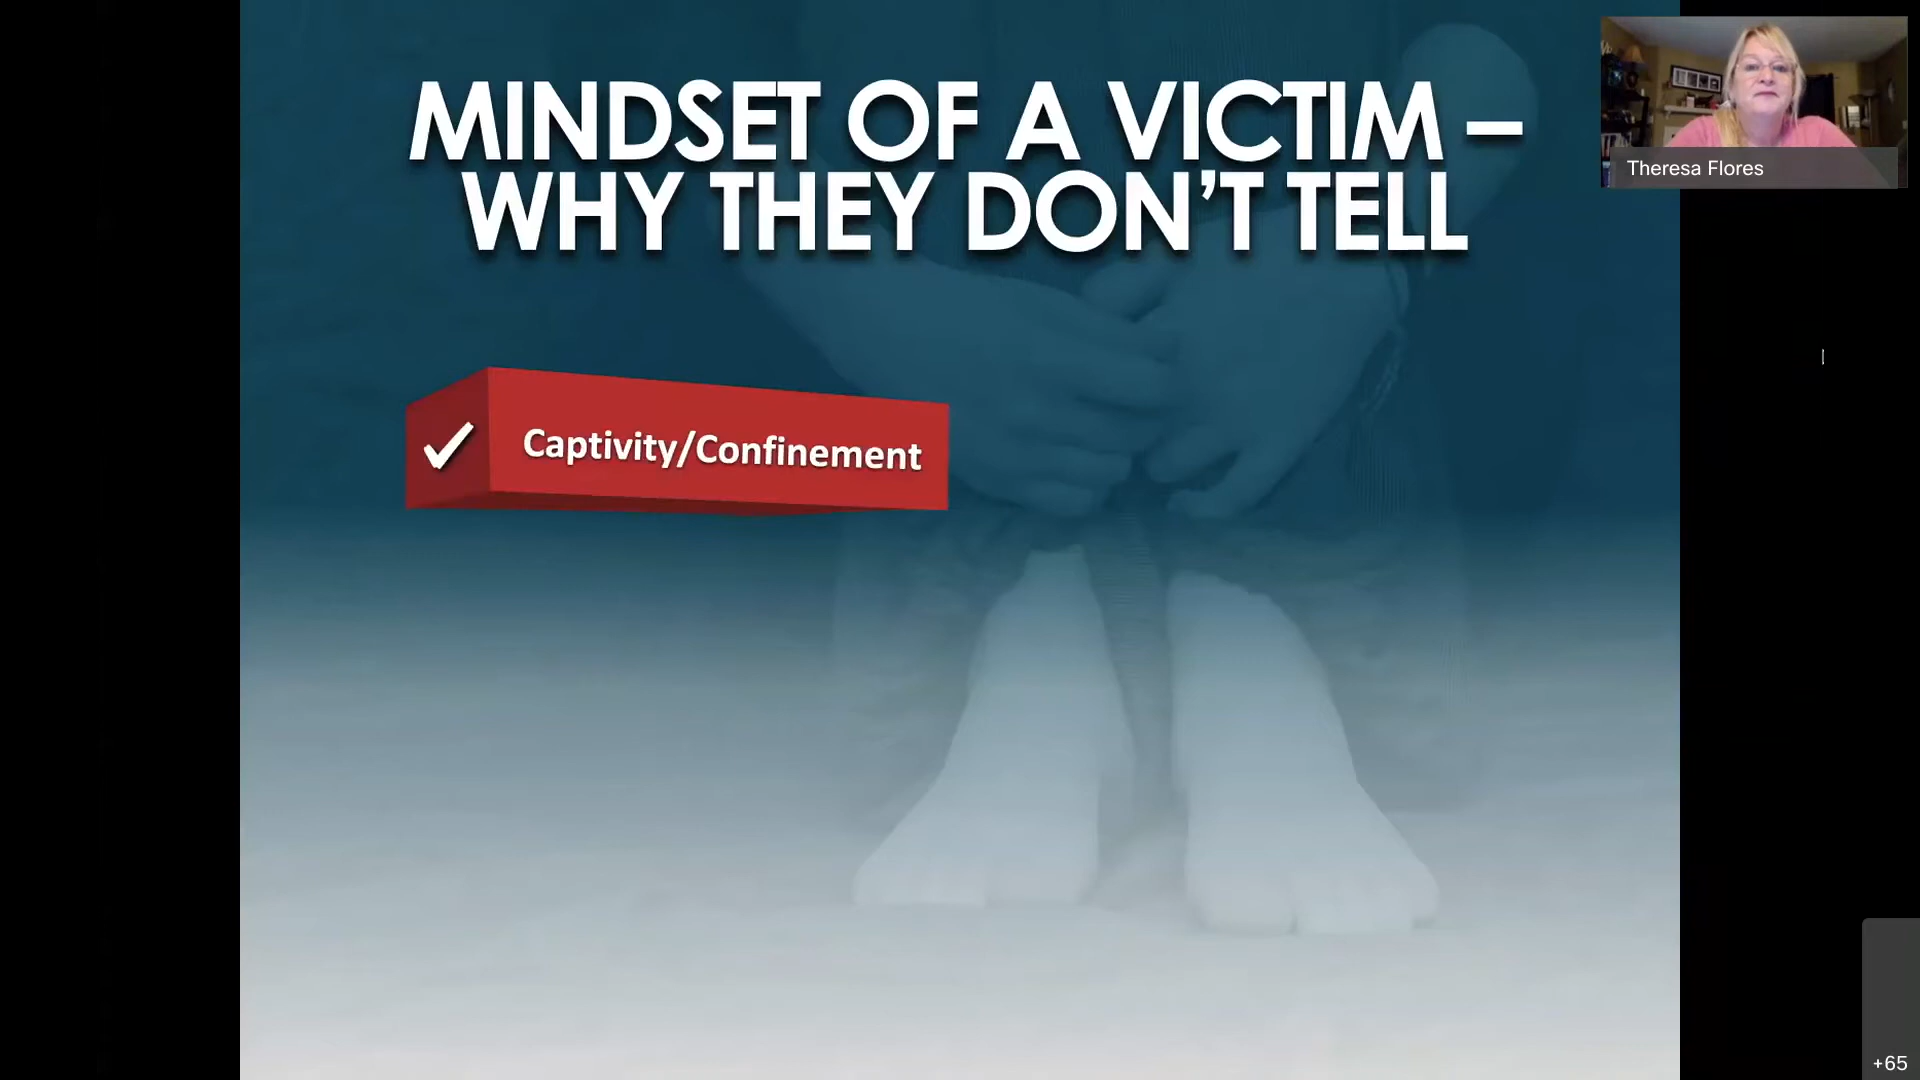 MINDSET OF A VICTIM –
WHY THEY DON’T TELL
Captivity/Confinement
Theresa Flores
+65